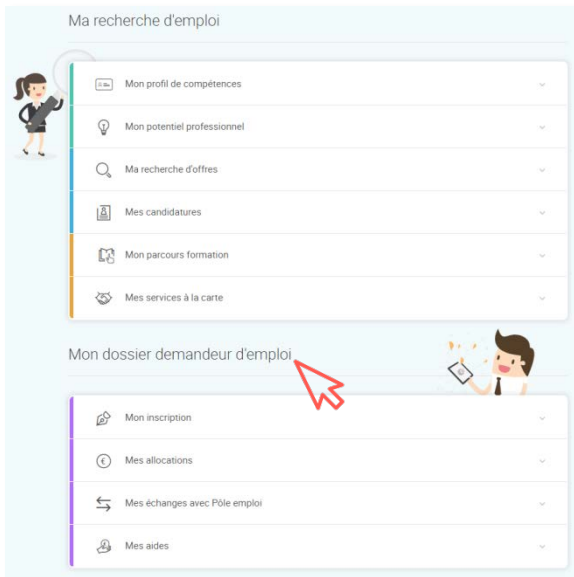 Ma recherche d'emploi
Mon profil de compétences
Mon potentiel professionnel
Ma recherche d'offres
Mes candidatures
Mon parcours formation
Mes services à la carte
Mon dossier demandeur d'emploi
Mon inscription
Mes allocations
Mes échanges avec Pôle emploi
Mes aides